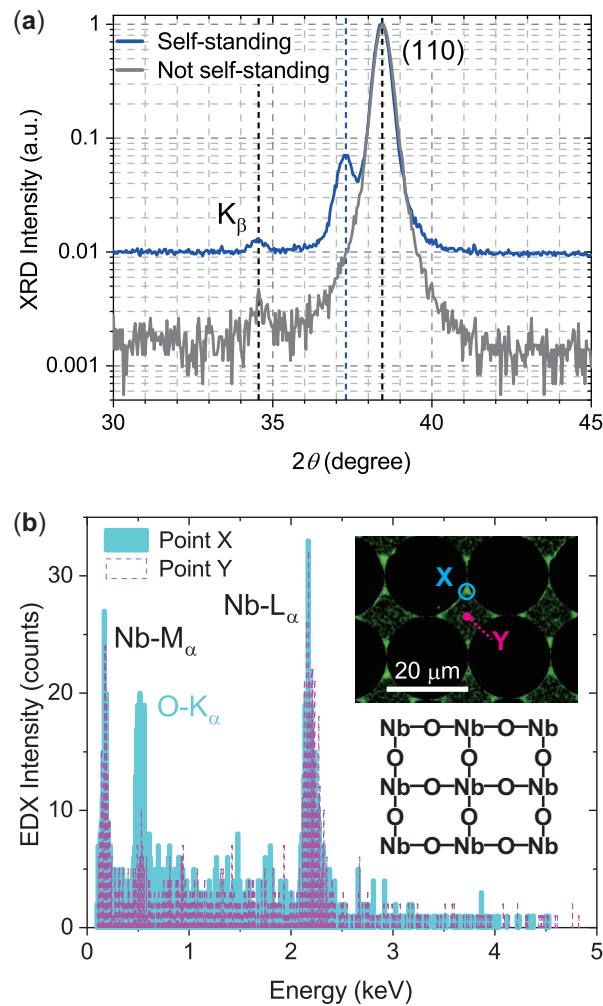 (a)
Self-standing
Not self-standing
(110)
Kβ
1
0.1
0.01
0.001
XRD Intensity (a.u.)
30 35 40 45
2θ (degree)
(b)
Point X
Point Y
Nb-Mα
Nb-Lα
O-Kα
X
Y
20 μm
Nb–O–Nb–O–Nb
O O O
Nb–O–Nb–O–Nb
O O O
Nb–O–Nb–O–Nb
30
20
10
0
EDX Intensity (counts)
0 1 2 3 4 5
Energy (keV)